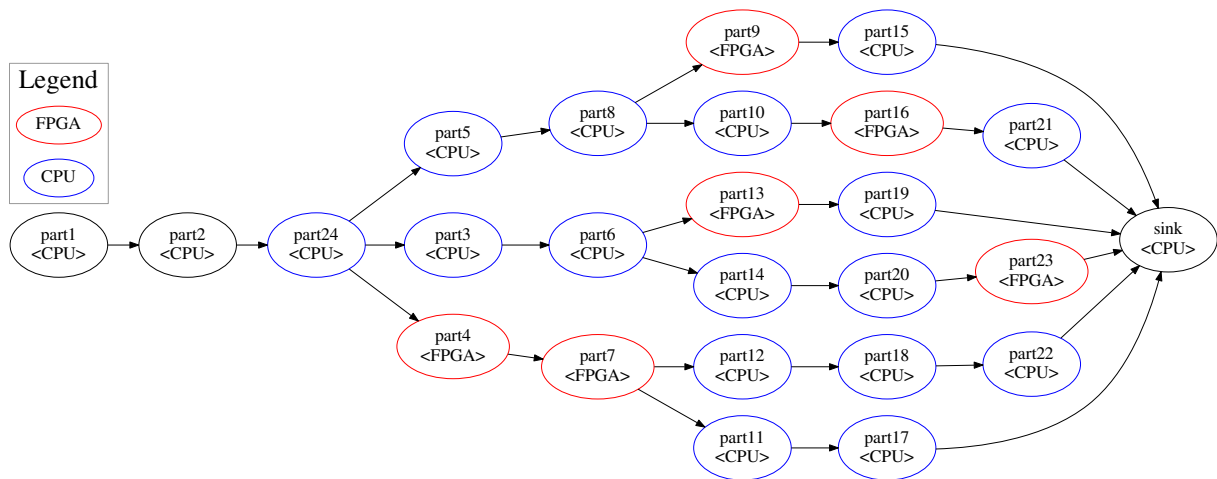 Legend
FPGA
CPU
part1
<CPU>
part2
<CPU>
part24
<CPU>
part5
<CPU>
part3
<CPU>
part4
<FPGA>
part8
<CPU>
part6
<CPU>
part7
<FPGA>
part9
<FPGA>
part10
<CPU>
part13
<FPGA>
part14
<CPU>
part12
<CPU>
part11
<CPU>
part15
<CPU>
part16
<FPGA>
part19
<CPU>
part20
<CPU>
part18
<CPU>
part17
<CPU>
part21
<CPU>
part23
<FPGA>
part22
<CPU>
sink
<CPU>